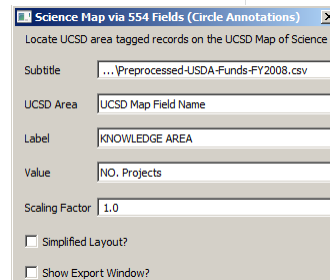 Science Map via 554 Fields (Circle Annotations)
Locate UCSD area tagged records on the UCSD Map of Science
Subtitle ...\Preprocessed-USDA-Funds-FY2008.csv
UCSD Area UCSD Map Field Name
Label KNOWLEDGE AREA
Value NO. Projects
Scaling Factor 1.0
Simplified Layout?
Show Export Window?